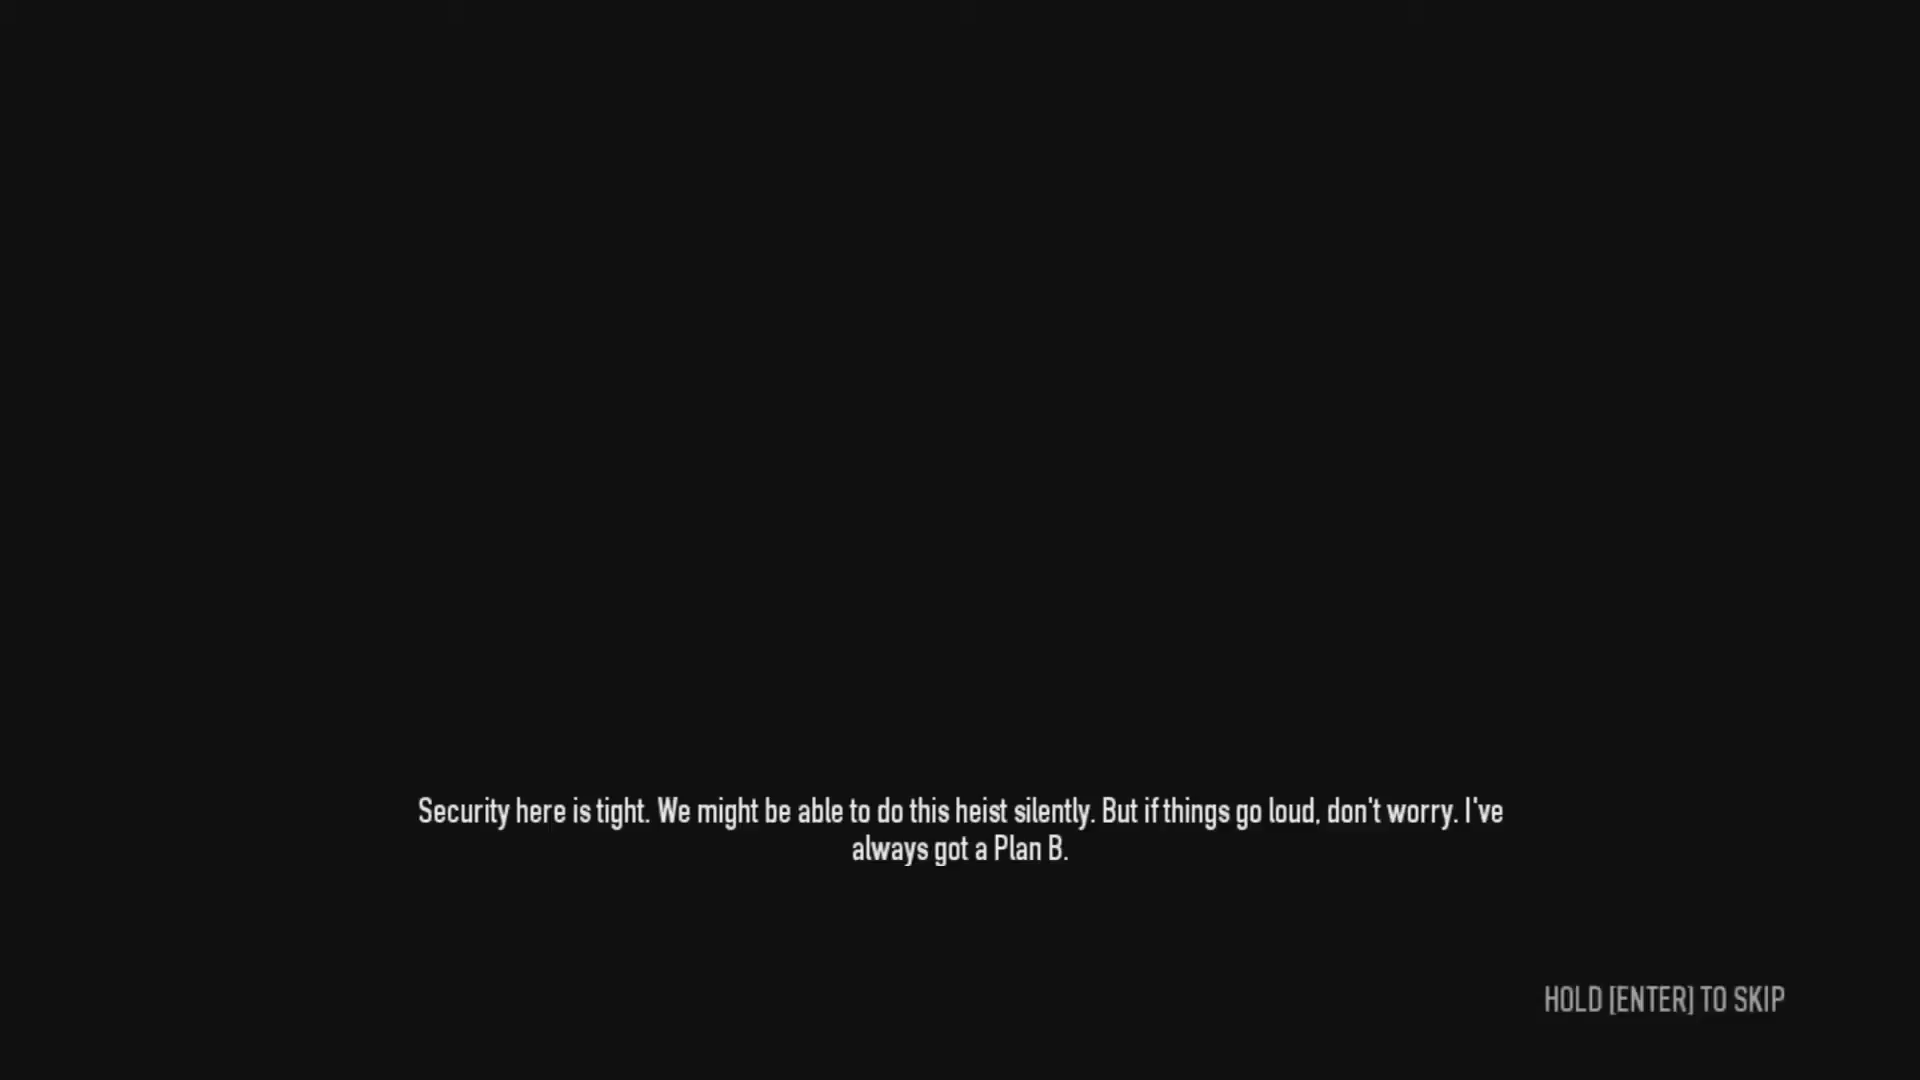 Security here is tight. We might be able to do this heist silently. But if things go loud, don't worry. I've
always got a Plan B.
HOLD [ENTER] TO SKIP